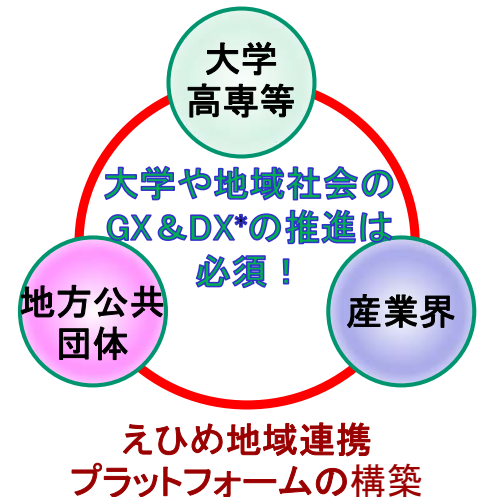 大学
高専等
大学や地域社会の
GX＆DX*の推進は
必須！
地方公共
団体
産業界
えひめ地域連携
プラットフォームの構築